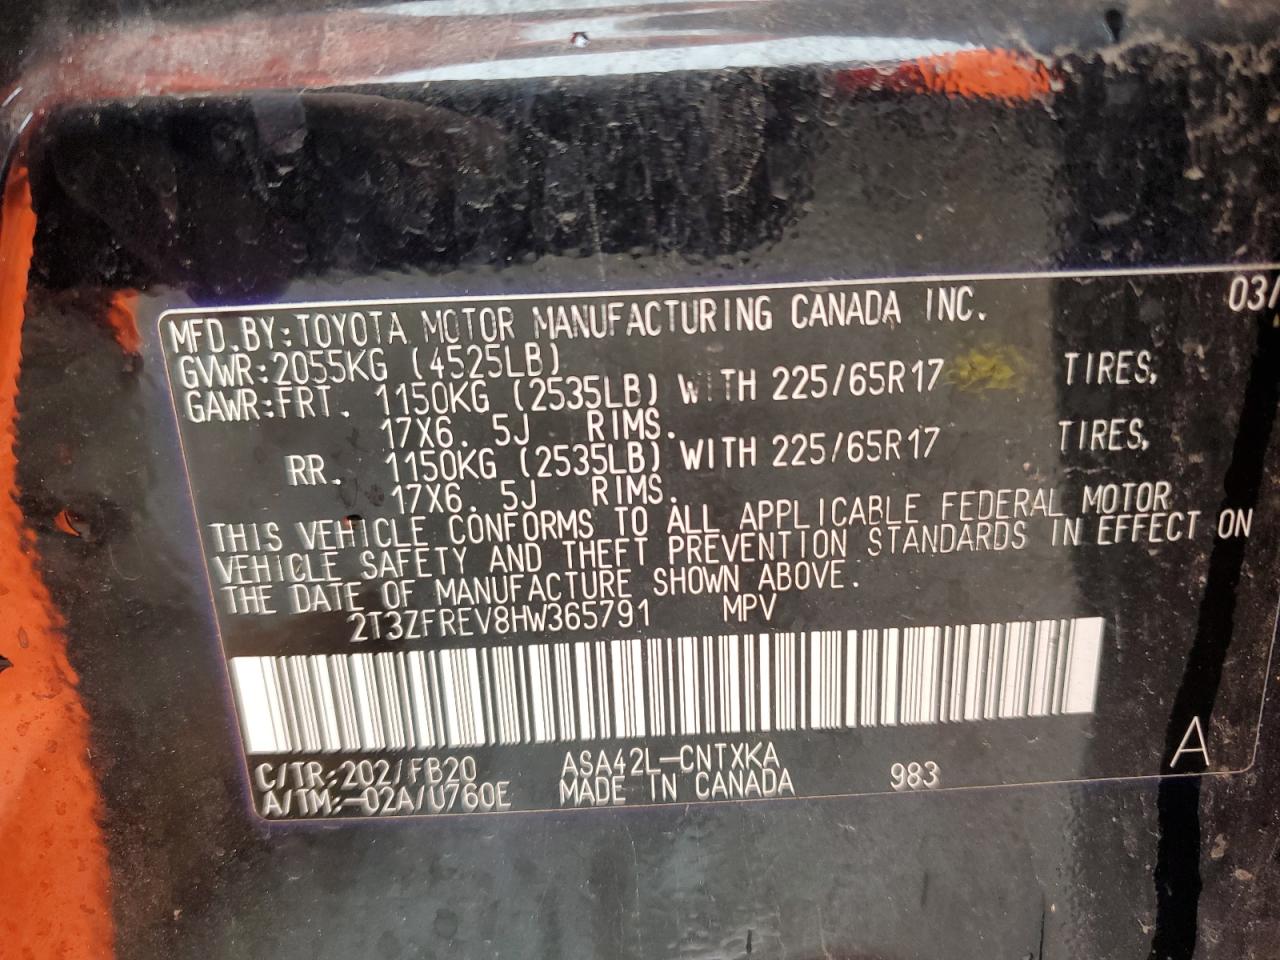 03/
MFD.BY:TOYOTA MOTOR MANUFACTURING CANADA INC.
GVWR:2055KG (4525LB)
GAWR:FRT. 1150KG (2535LB) WITH 225/65R17 TIRES,
17X6.5J RIMS.
RR. 1150KG (2535LB) WITH 225/65R17 TIRES,
17X6.5J RIMS.
THIS VEHICLE CONFORMS TO ALL APPLICABLE FEDERAL MOTOR
VEHICLE SAFETY AND THEFT PREVENTION STANDARDS IN EFFECT ON
THE DATE OF MANUFACTURE SHOWN ABOVE.
2T3ZFREV8HW365791 MPV
C/TR:202/FB20 ASA42L-CNTXKA A
A/TM:-02A/U760E MADE IN CANADA 983